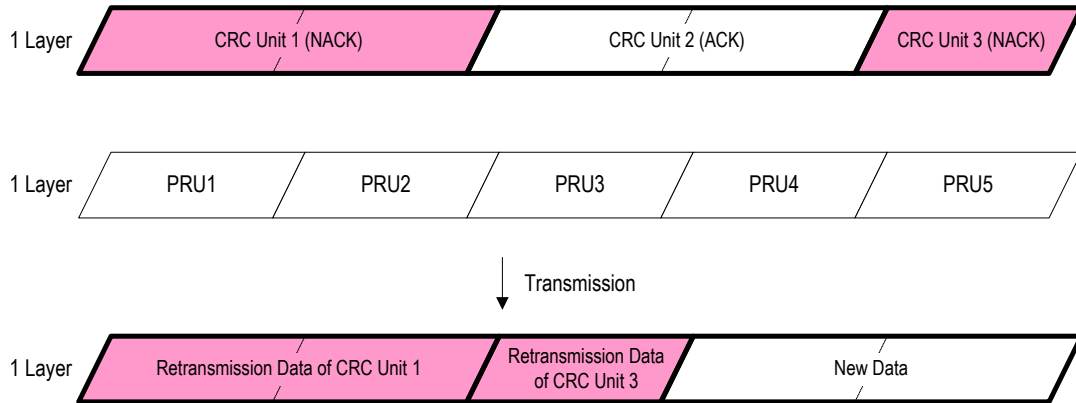 1 Layer
CRC Unit 1 (NACK)
CRC Unit 2 (ACK)
CRC Unit 3 (NACK)
1 Layer
PRU1
PRU2
PRU3
PRU4
PRU5
Transmission
1 Layer
Retransmission Data of CRC Unit 1
Retransmission Data
of CRC Unit 3
New Data